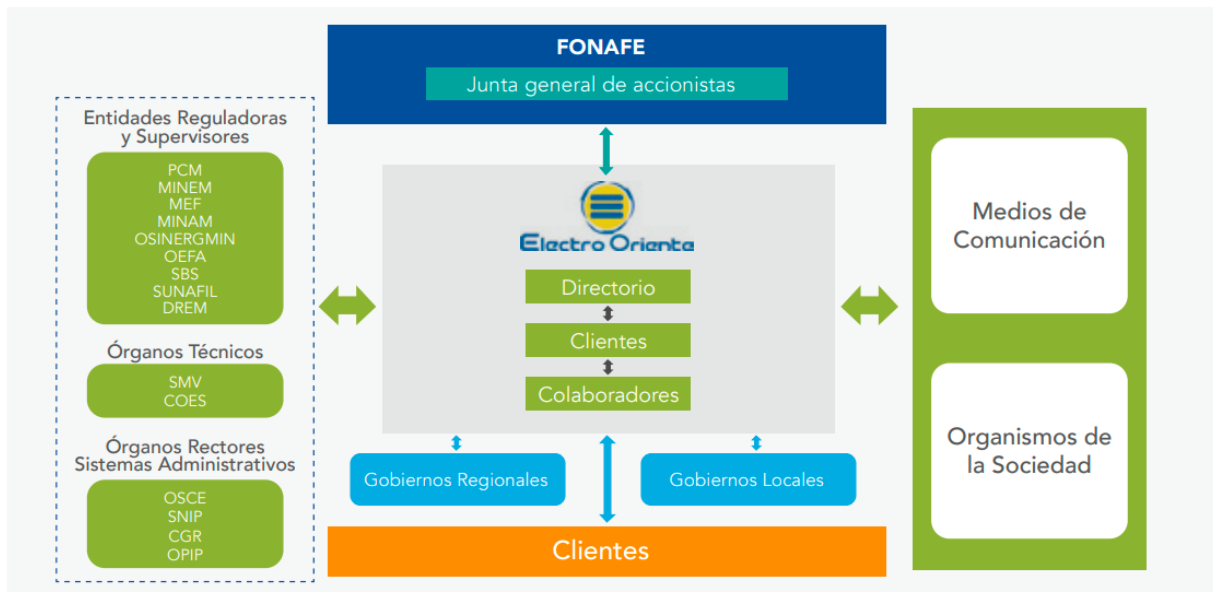 FONAFE
Junta general de accionistas
Entidades Reguladoras
y Supervisores
PCM
MINEM
MEF
MINAM
OSINERGMIN
OEFA
SBS
SUNAFIL
DREM
Órganos Técnicos
SMV
COES
Órganos Rectores
Sistemas Administrativos
OSCE
SNIP
CGR
OPIP
Electro Oriente
Directorio
Clientes
Colaboradores
Gobiernos Regionales
Gobiernos Locales
Clientes
Medios de
Comunicación
Organismos de
la Sociedad